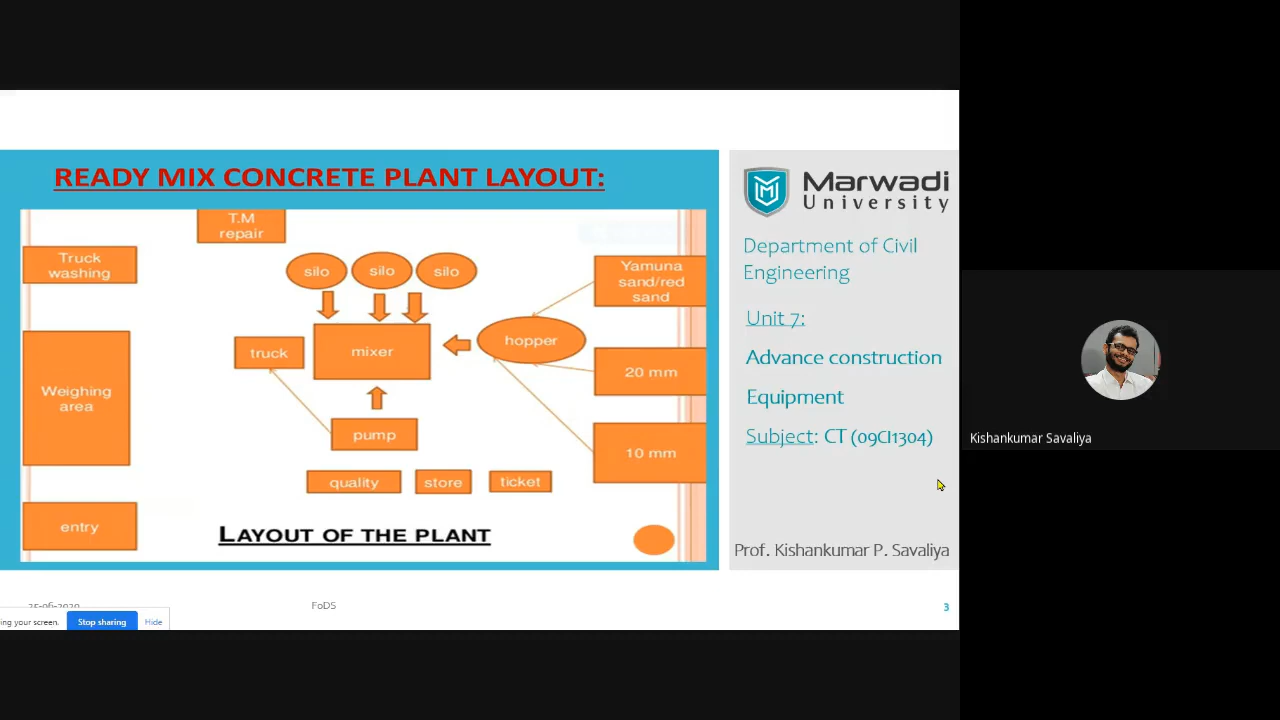 READY MIX CONCRETE PLANT LAYOUT:
T.M
repair
Truck
washing
silo
silo
silo
Yamuna
sand/red
sand
truck
mixer
hopper
20 mm
Weighing
area
pump
10 mm
quality
store
ticket
entry
LAYOUT OF THE PLANT
Marwadi
University
Department of Civil
Engineering
Unit 7:
Advance construction
Equipment
Subject: CT (09CI1304)
Prof. Kishankumar P. Savaliya
FoDS
3
ing your screen.
Stop sharing
Hide
Kishankumar Savaliya